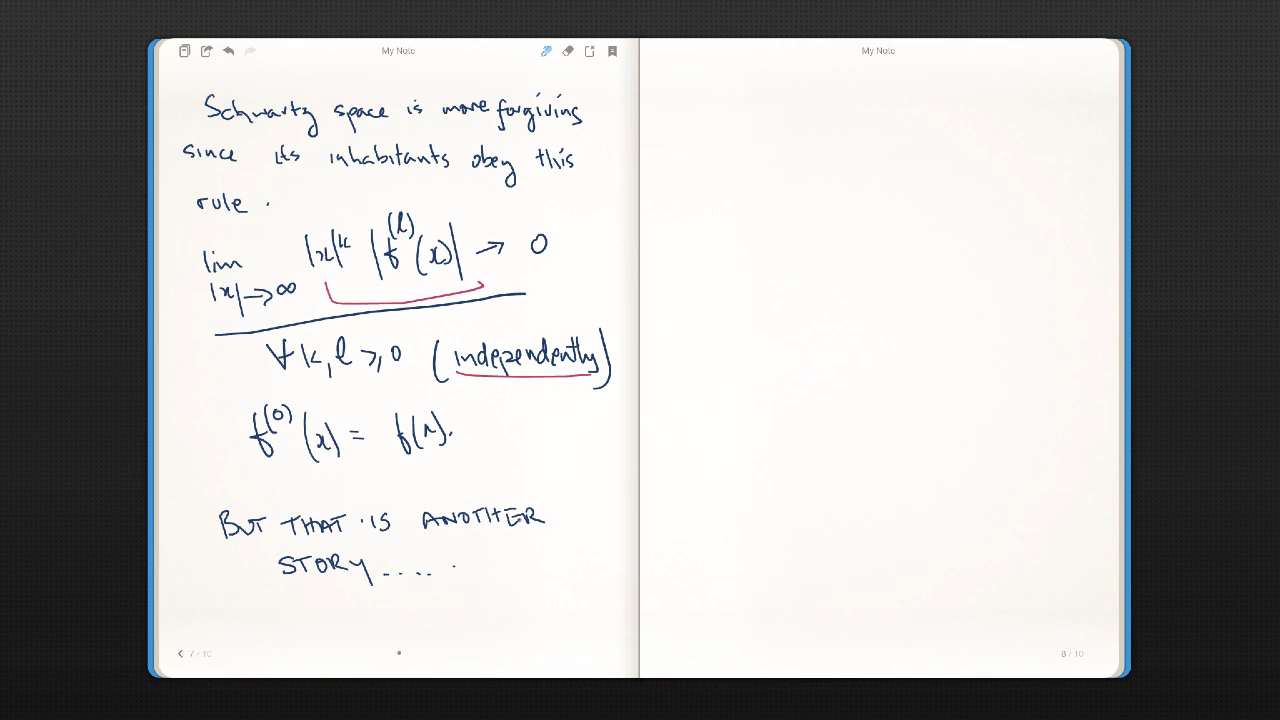 My Note
My Note
Schwartz space is more forgiving
since its inhabitants obey this
rule.
lim |x|^k |f^(l)(x)| → 0
|x| → ∞
∀ k, l ⩾ 0 (independently)
f^(0)(x) = f(x).
BUT THAT IS ANOTHER
STORY.....
7 / 10
8 / 10